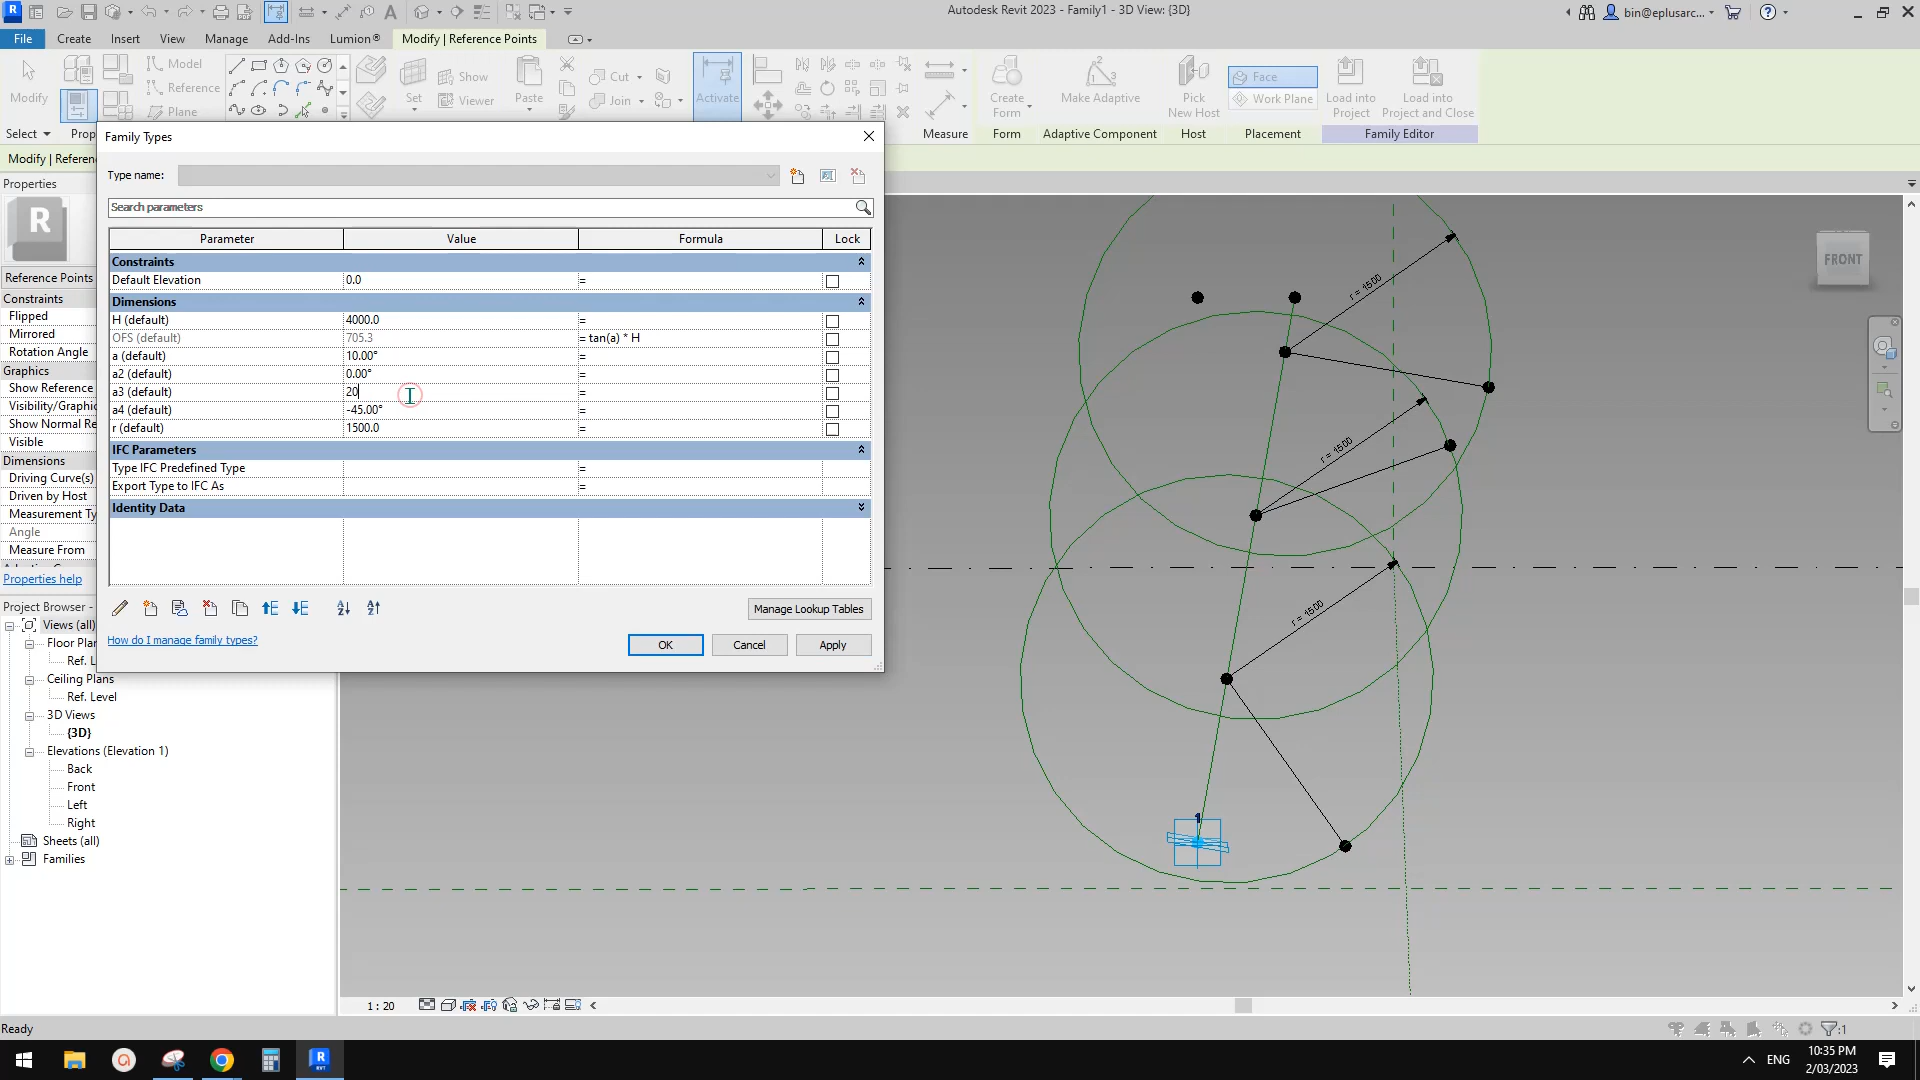 Autodesk Revit 2023 - Family1 - 3D View: {3D}
bin@eplusarc...
File
Create
Insert
View
Manage
Add-Ins
Lumion®
Modify | Reference Points
Modify
Model
Reference
Plane
Set
Show
Viewer
Paste
Cut
Join
Activate
Create Form
Make Adaptive
Pick New Host
Face
Work Plane
Load into Project
Load into Project and Close
Select
Prop
Measure
Form
Adaptive Component
Host
Placement
Family Editor
Modify | Referen
Properties
R
Reference Points
Constraints
Flipped
Mirrored
Rotation Angle
Graphics
Show Reference
Visibility/Graphic
Show Normal Re
Visible
Dimensions
Driving Curve(s)
Driven by Host
Measurement Ty
Angle
Measure From
Properties help
Family Types
Type name:
Search parameters
Parameter Value Formula Lock
Constraints
Default Elevation 0.0 =
Dimensions
H (default) 4000.0 =
OFS (default) 705.3 = tan(a) * H
a (default) 10.00° =
a2 (default) 0.00° =
a3 (default) 20 =
a4 (default) -45.00° =
r (default) 1500.0 =
IFC Parameters
Type IFC Predefined Type =
Export Type to IFC As =
Identity Data
Manage Lookup Tables
How do I manage family types?
OK
Cancel
Apply
Project Browser -
Views (all)
Floor Plan
Ref. L
Ceiling Plans
Ref. Level
3D Views
{3D}
Elevations (Elevation 1)
Back
Front
Left
Right
Sheets (all)
Families
r = 1500
r = 1500
r = 1500
1
FRONT
1 : 20
Ready
:1
ENG
10:35 PM
2/03/2023